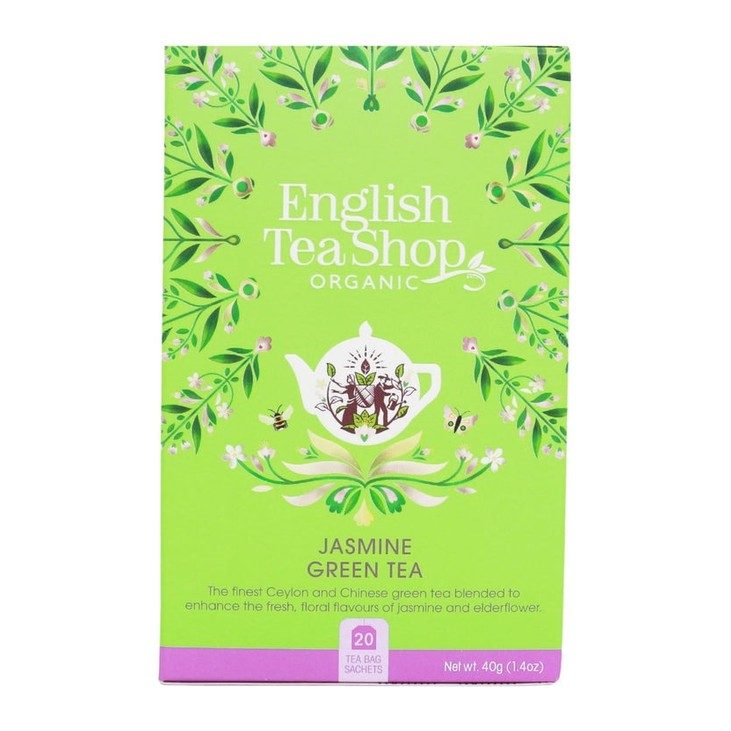 English
Tea Shop
ORGANIC
JASMINE
GREEN TEA
The finest Ceylon and Chinese green tea blended to
enhance the fresh, floral flavours of jasmine and elderflower.
20
TEA BAG
SACHETS
Net wt. 40g (1.4oz)